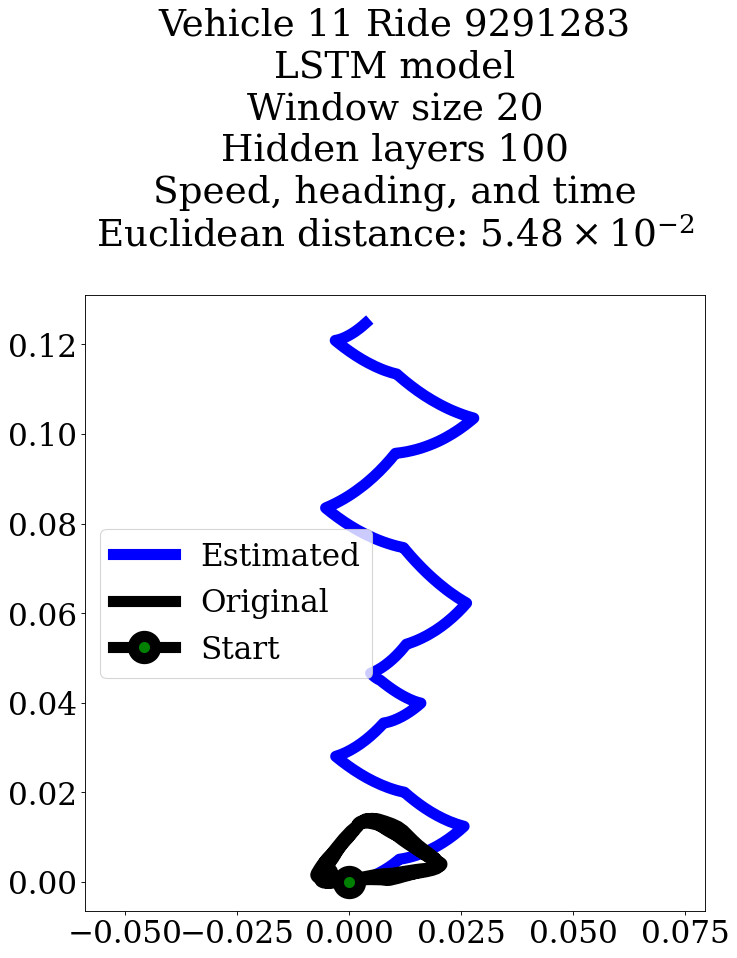 Vehicle 11 Ride 9291283
LSTM model
Window size 20
Hidden layers 100
Speed, heading, and time
Euclidean distance: 5.48 × 10⁻²
0.12
0.10
0.08
0.06
0.04
0.02
0.00
Estimated
Original
Start
−0.050 −0.025 0.000 0.025 0.050 0.075